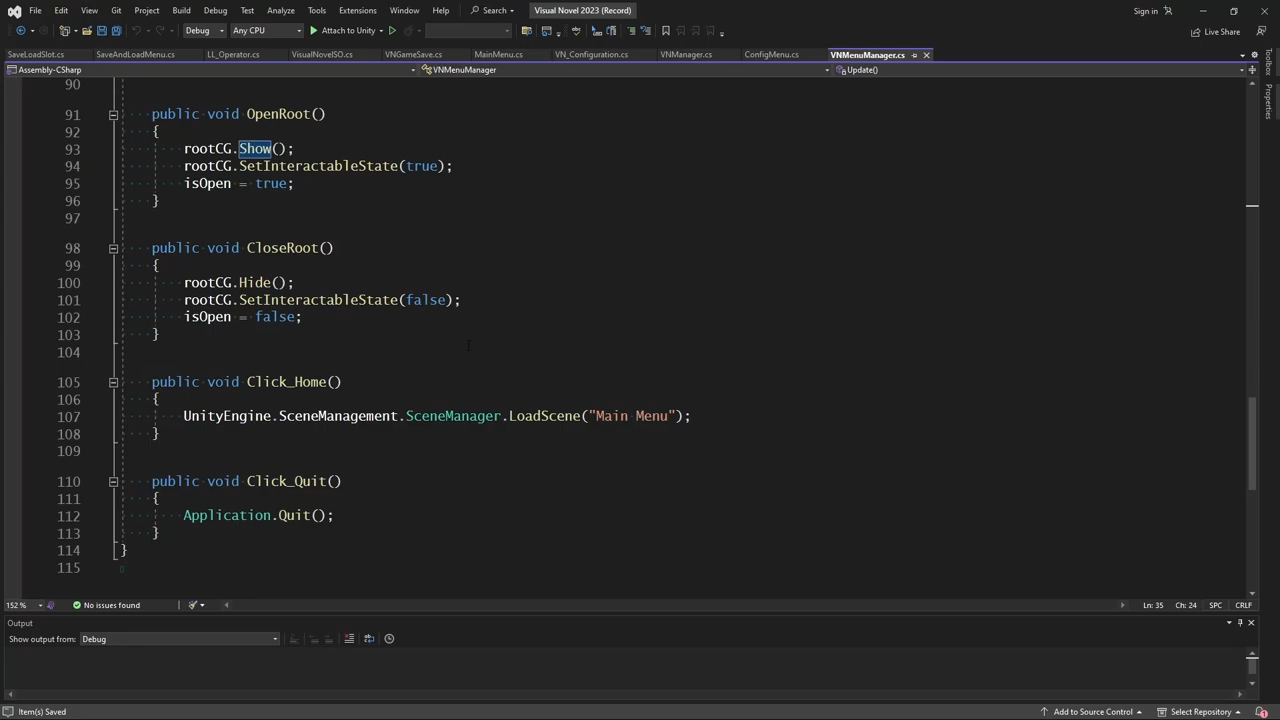 File Edit View Git Project Build Debug Test Analyze Tools Extensions Window Help Search Visual Novel 2023 (Record) Sign in
Debug Any CPU Attach to Unity Live Share
SaveLoadSlot.cs SaveAndLoadMenu.cs LL_Operator.cs VisualNovelSO.cs VNGameSave.cs MainMenu.cs VN_Configuration.cs VNManager.cs ConfigMenu.cs VNMenuManager.cs
Assembly-CSharp VNMenuManager Update()
Toolbox
Properties
90
91 public void OpenRoot()
92 {
93 rootCG.Show();
94 rootCG.SetInteractableState(true);
95 isOpen = true;
96 }
97
98 public void CloseRoot()
99 {
100 rootCG.Hide();
101 rootCG.SetInteractableState(false);
102 isOpen = false;
103 }
104
105 public void Click_Home()
106 {
107 UnityEngine.SceneManagement.SceneManager.LoadScene("Main Menu");
108 }
109
110 public void Click_Quit()
111 {
112 Application.Quit();
113 }
114 }
115
152 % No issues found Ln: 35 Ch: 24 SPC CRLF
Output
Show output from: Debug
Item(s) Saved Add to Source Control Select Repository